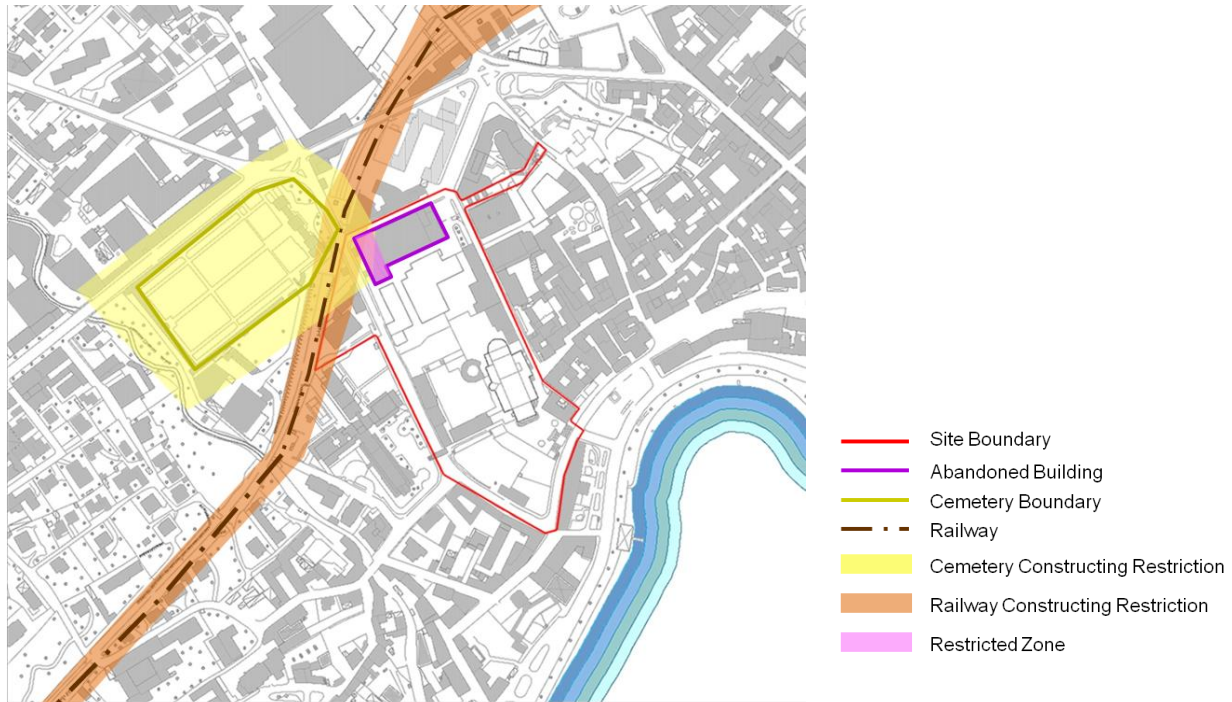 Site Boundary
Abandoned Building
Cemetery Boundary
Railway
Cemetery Constructing Restriction
Railway Constructing Restriction
Restricted Zone